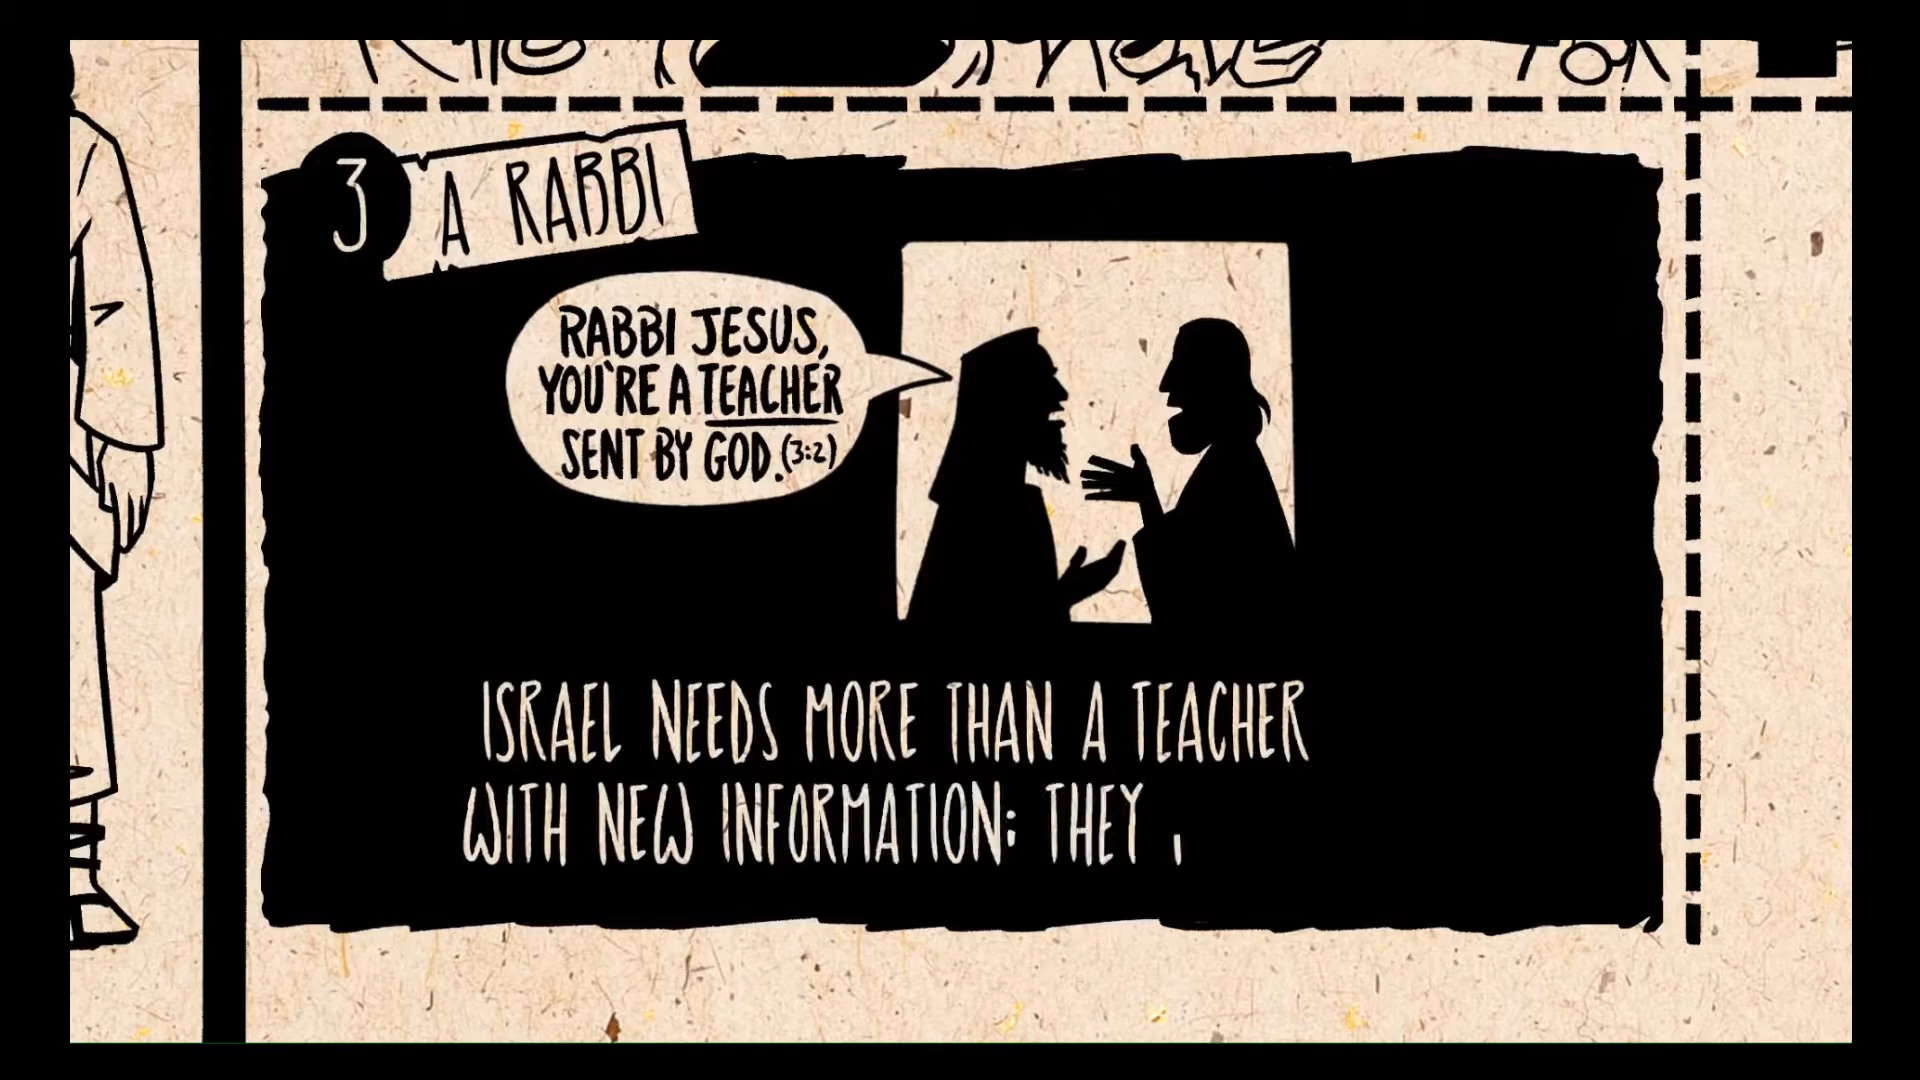 3 A RABBI
RABBI JESUS,
YOU'RE A TEACHER
SENT BY GOD. (3:2)
ISRAEL NEEDS MORE THAN A TEACHER
WITH NEW INFORMATION: THEY